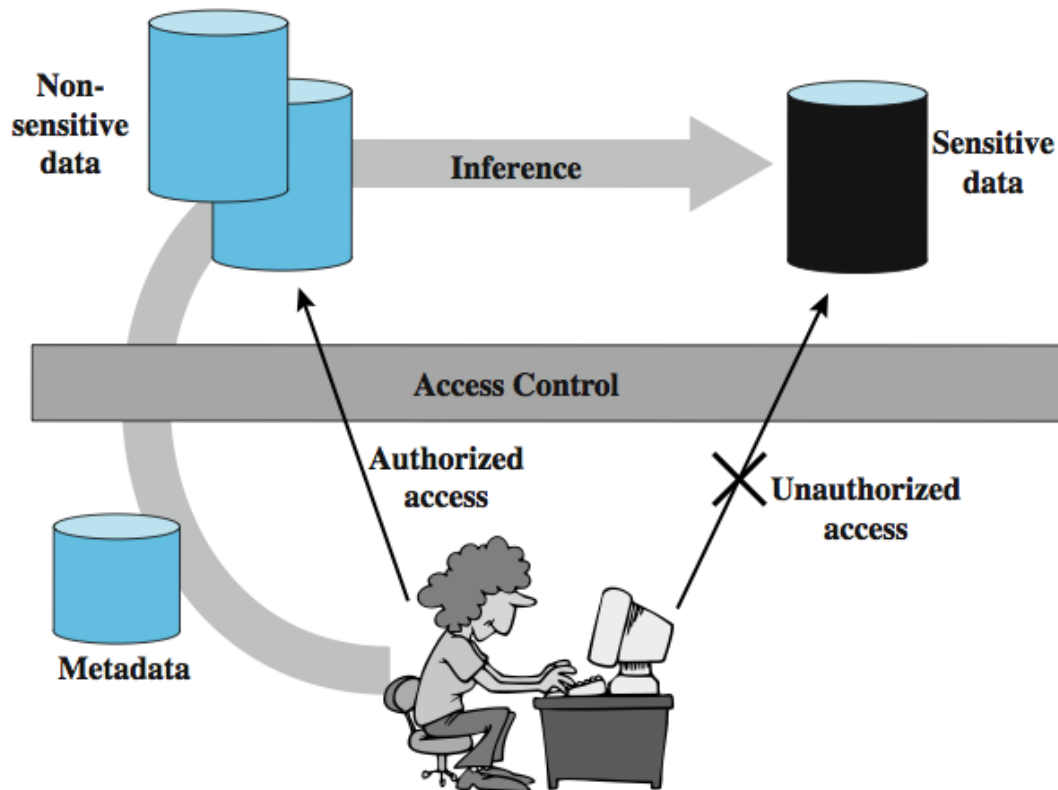 Non-
sensitive
data
Inference
Sensitive
data
Access Control
Authorized
access
Unauthorized
access
Metadata